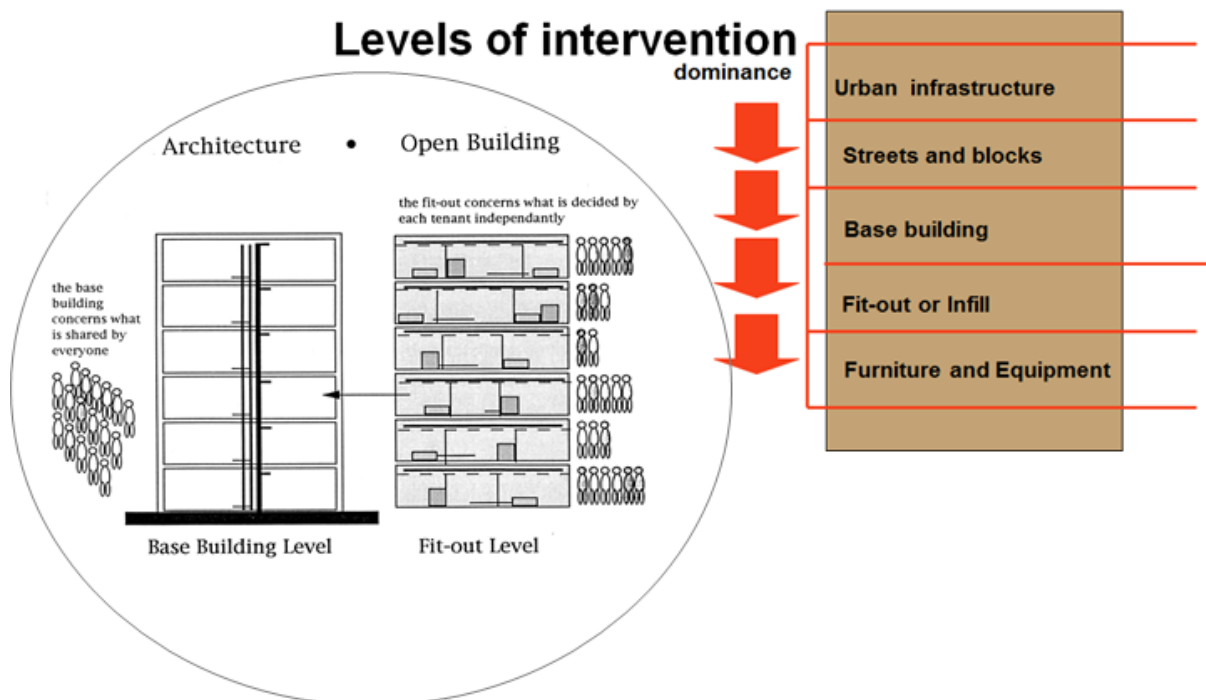 Levels of intervention
dominance
Architecture • Open Building
the fit-out concerns what is decided by
each tenant independantly
the base
building
concerns what
is shared by
everyone
Base Building Level
Fit-out Level
Urban infrastructure
Streets and blocks
Base building
Fit-out or Infill
Furniture and Equipment